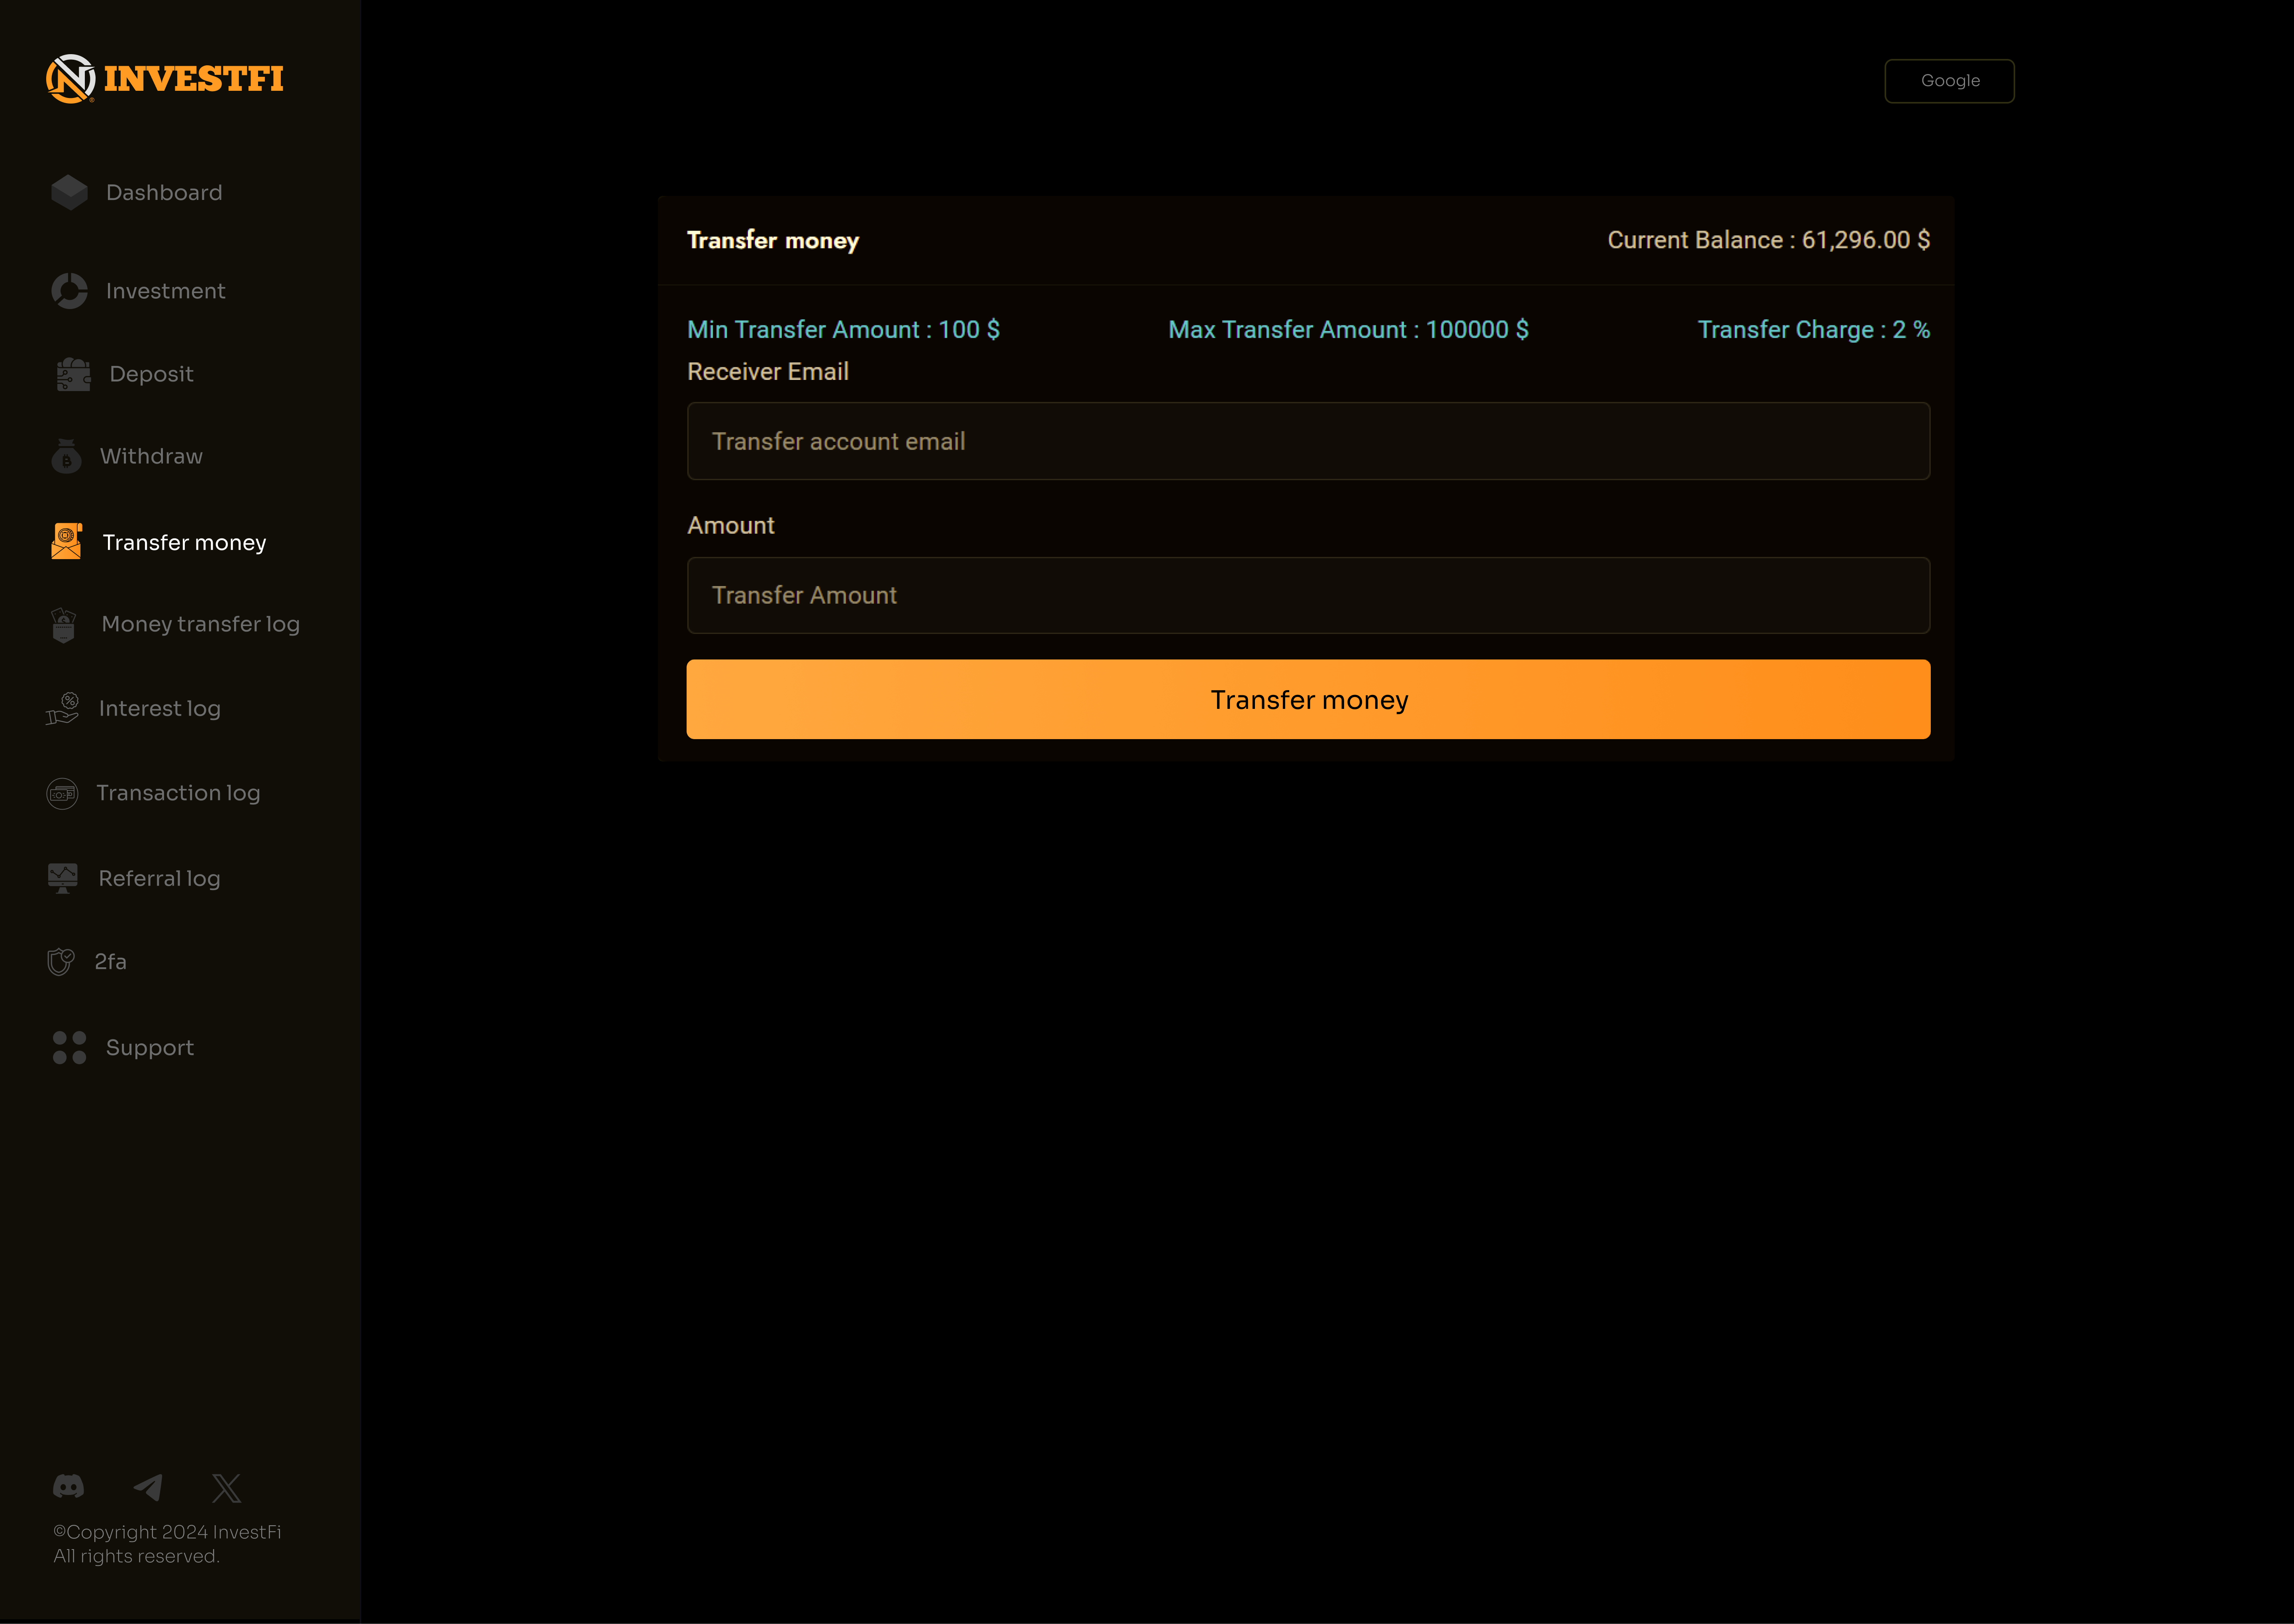 INVESTFI
Google
Dashboard
Investment
Deposit
Withdraw
Transfer money
Money transfer log
Interest log
Transaction log
Referral log
2fa
Support
Transfer money
Current Balance : 61,296.00 $
Min Transfer Amount : 100 $
Max Transfer Amount : 100000 $
Transfer Charge : 2 %
Receiver Email
Transfer account email
Amount
Transfer Amount
Transfer money
©Copyright 2024 InvestFi
All rights reserved.